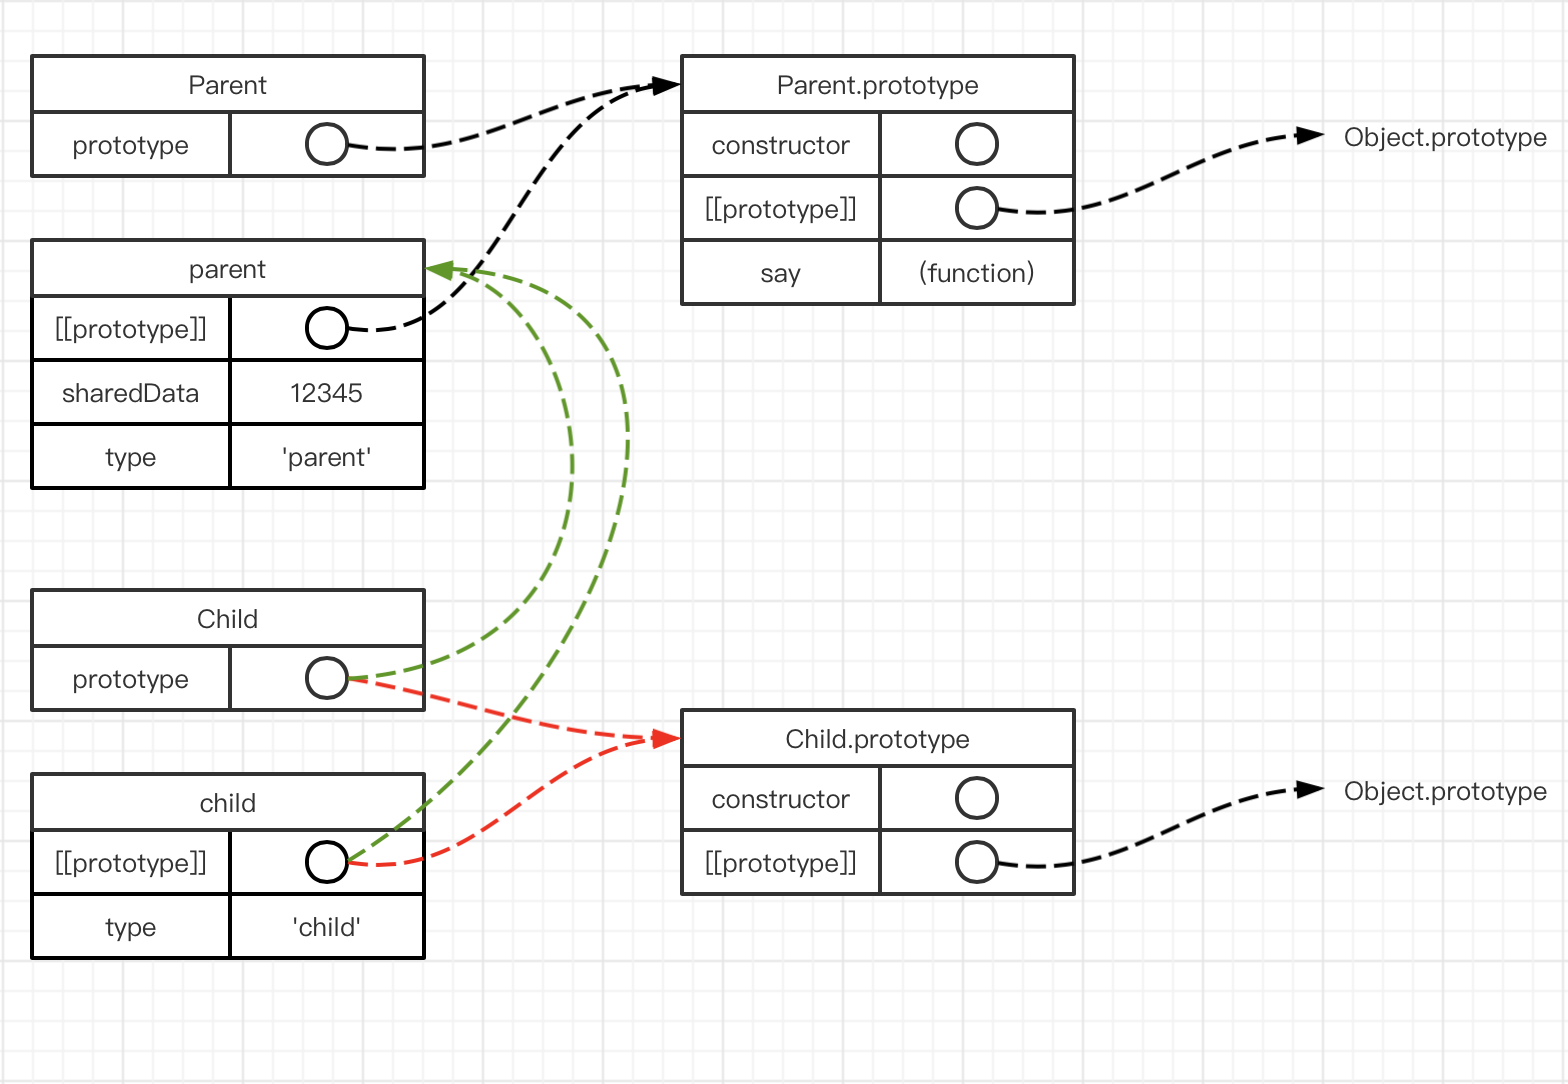 Parent
prototype
Parent.prototype
constructor
[[prototype]]
say (function)
Object.prototype
parent
[[prototype]]
sharedData 12345
type 'parent'
Child
prototype
child
[[prototype]]
type 'child'
Child.prototype
constructor
[[prototype]]
Object.prototype